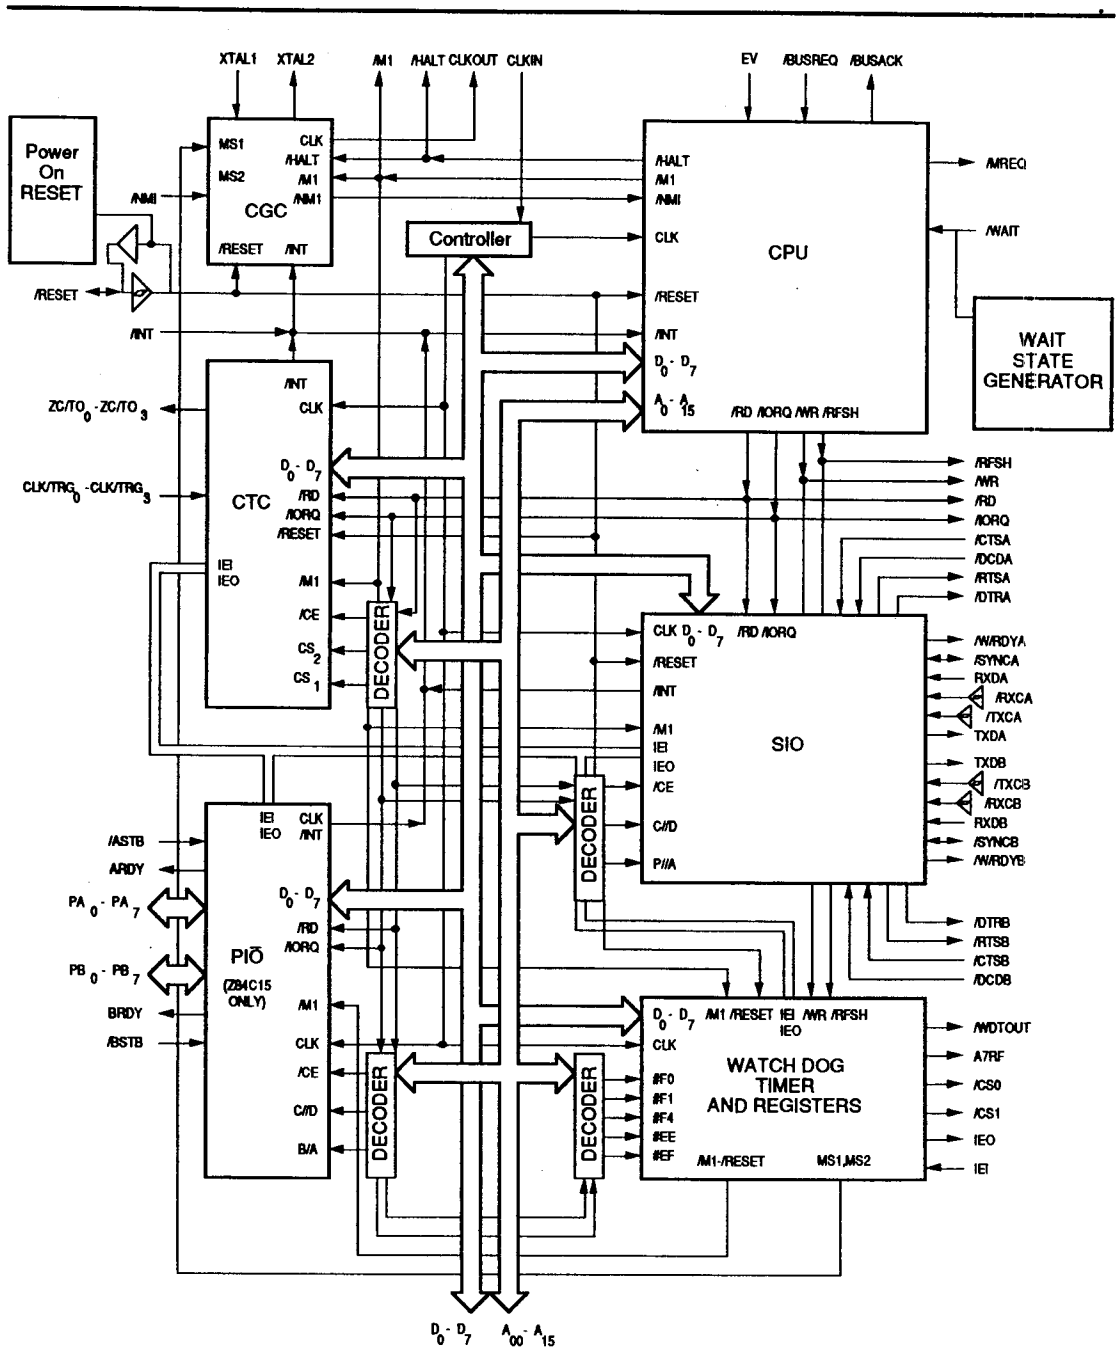 XTAL1 XTAL2 /M1 /HALT CLKOUT CLKIN EV /BUSREQ /BUSACK
Power
On
RESET
MS1
MS2
CLK
/HALT
/M1
/NM1
CGC
/RESET /INT
/NMI
/RESET
/INT
Controller
/HALT
/M1
/NMI
CLK
CPU
/RESET
/INT
D0 - D7
A0 - A15
/RD /IORQ /WR /RFSH
/MREQ
/WAIT
WAIT
STATE
GENERATOR
ZC/TO0 - ZC/TO3
CLK/TRG0 - CLK/TRG3
/INT
CLK
D0 - D7
CTC
/RD
/IORQ
/RESET
IEI
IEO
/M1
/CE
CS2
CS1
DECODER
/RFSH
/WR
/RD
/IORQ
/CTSA
/DCDA
/RTSA
/DTRA
CLK D0 - D7 /RD /IORQ
/RESET
/INT
/M1
IEI
IEO
/CE
C//D
P//A
SIO
DECODER
/W/RDYA
/SYNCA
RXDA
/RXCA
/TXCA
TXDA
TXDB
/TXCB
/RXCB
RXDB
/SYNCB
/W/RDYB
/DTRB
/RTSB
/CTSB
/DCDB
/ASTB
ARDY
PA0 - PA7
PB0 - PB7
BRDY
/BSTB
IEI CLK
IEO /INT
D0 - D7
/RD
/IORQ
PIO
(Z84C15
ONLY)
/M1
CLK
/CE
C//D
B/A
DECODER
DECODER
D0 - D7 /M1 /RESET IEI /WR /RFSH
IEO
CLK
WATCH DOG
TIMER
AND REGISTERS
#F0
#F1
#F4
#EE
#EF
/M1-/RESET MS1,MS2
/WDTOUT
A7RF
/CS0
/CS1
IEO
IEI
D0 - D7 A00 - A15